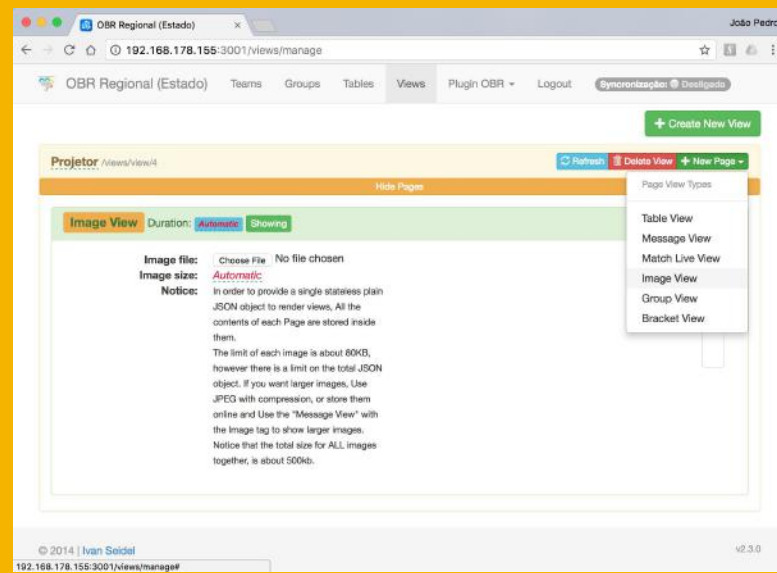 OBR Regional (Estado)
João Pedro
192.168.178.155:3001/views/manage
OBR Regional (Estado) Teams Groups Tables Views Plugin OBR Logout Syncronização: Desligado
+ Create New View
Projetor /views/view/4 Refresh Delete View + New Page
Hide Pages
Page View Types
Table View
Message View
Match Live View
Image View
Group View
Bracket View
Image View Duration: Automatic Showing
Image file: Choose File No file chosen
Image size: Automatic
Notice: In order to provide a single stateless plain
JSON object to render views, All the
contents of each Page are stored inside
them.
The limit of each image is about 80KB,
however there is a limit on the total JSON
object. If you want larger images, Use
JPEG with compression, or store them
online and Use the "Message View" with
the Image tag to show larger images.
Notice that the total size for ALL images
together, is about 500kb.
© 2014 | Ivan Seidel v2.3.0
192.168.178.155:3001/views/manage#